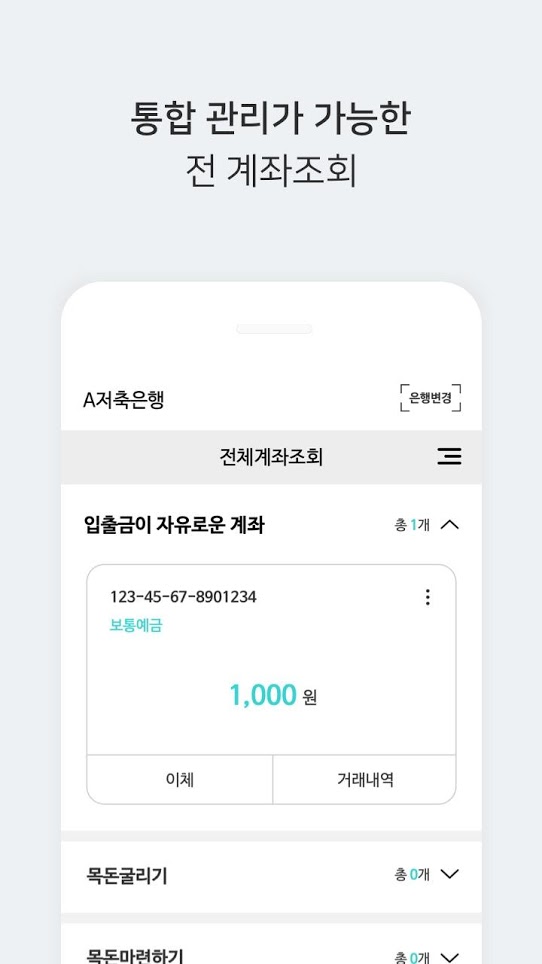 통합 관리가 가능한
전 계좌조회
A저축은행
은행변경
전체계좌조회
입출금이 자유로운 계좌
총 1개
123-45-67-8901234
보통예금
1,000 원
이체
거래내역
목돈굴리기
총 0개
목돈마련하기
총 0개